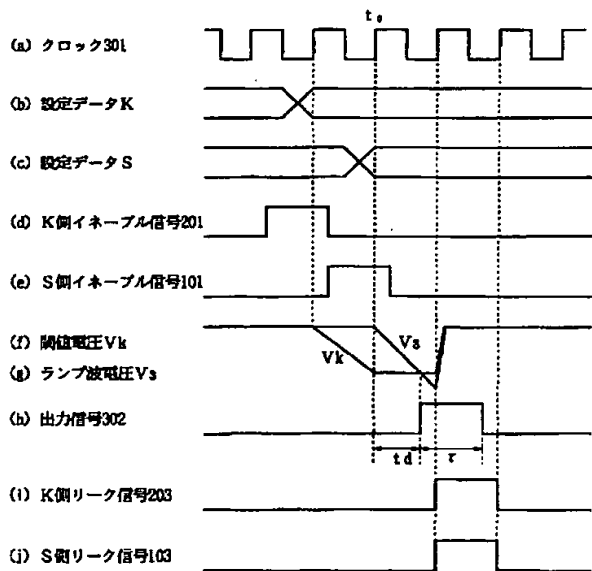 t₀
(a) クロック301
(b) 設定データK
(c) 設定データS
(d) K側イネーブル信号201
(e) S側イネーブル信号101
(f) 閾値電圧Vk
Vk
Vs
(g) ランプ波電圧Vs
(h) 出力信号302
td
τ
(i) K側リーク信号203
(j) S側リーク信号103